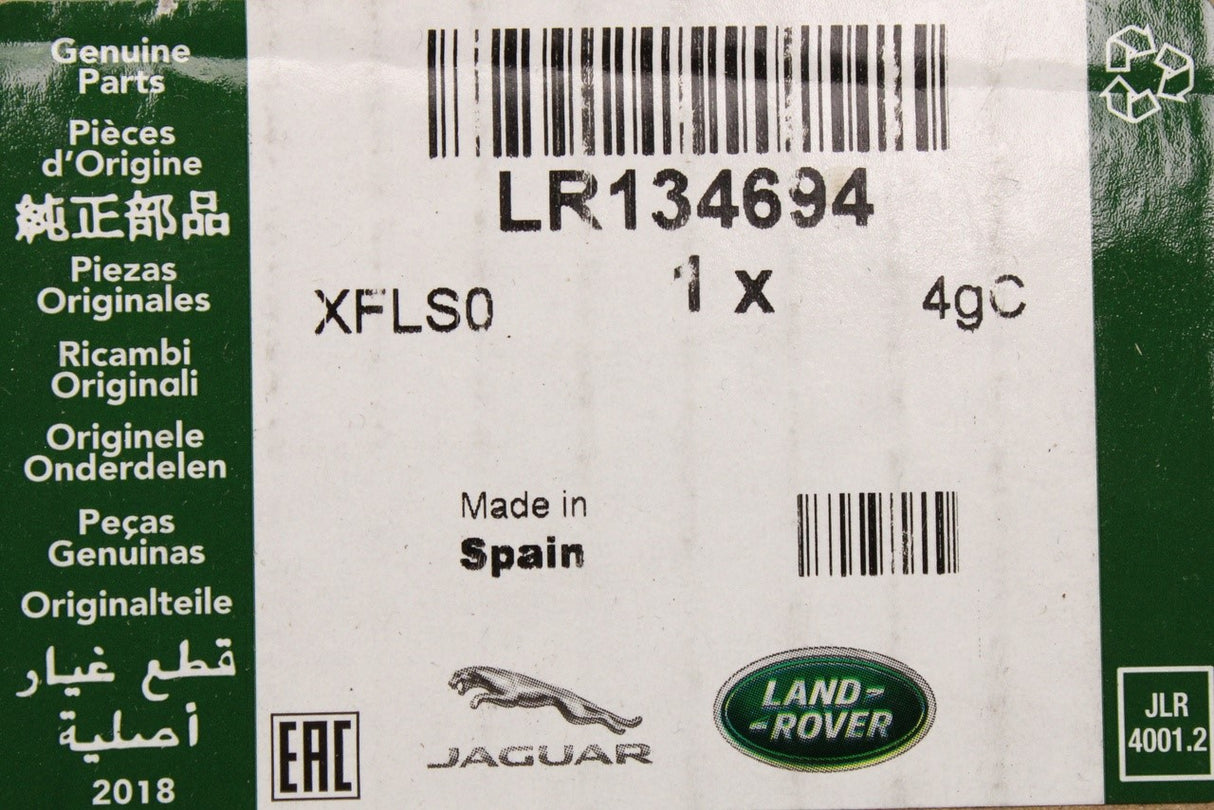 Genuine
Parts
Pièces
d'Origine
純正部品
Piezas
Originales
Ricambi
Originali
Originele
Onderdelen
Peças
Genuinas
Originalteile
قطع غيار
أصلية
2018
LR134694
1 x
XFLS0
4gC
Made in
Spain
EAC
JAGUAR
LAND-
-ROVER
JLR
4001.2